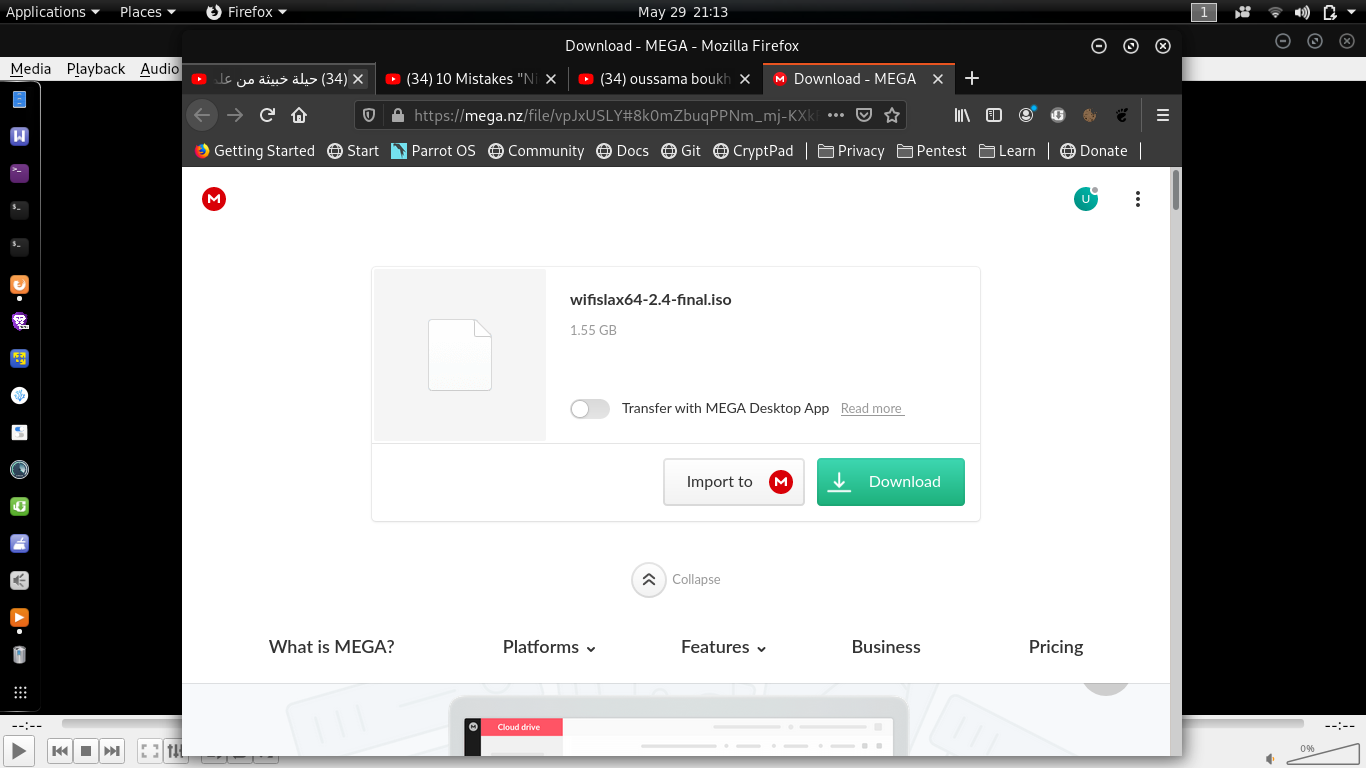 Applications Places Firefox May 29 21:13 1
Download - MEGA - Mozilla Firefox
Media Playback Audio
(34) حيلة خبيثة من علي (34) 10 Mistakes "Ni (34) oussama boukh Download - MEGA
https://mega.nz/file/vpJxUSLY#8k0mZbuqPPNm_mj-KXk
Getting Started Start Parrot OS Community Docs Git CryptPad Privacy Pentest Learn Donate
U
wifislax64-2.4-final.iso
1.55 GB
Transfer with MEGA Desktop App Read more
Import to Download
Collapse
What is MEGA? Platforms Features Business Pricing
Cloud drive
--:-- --:--
0%